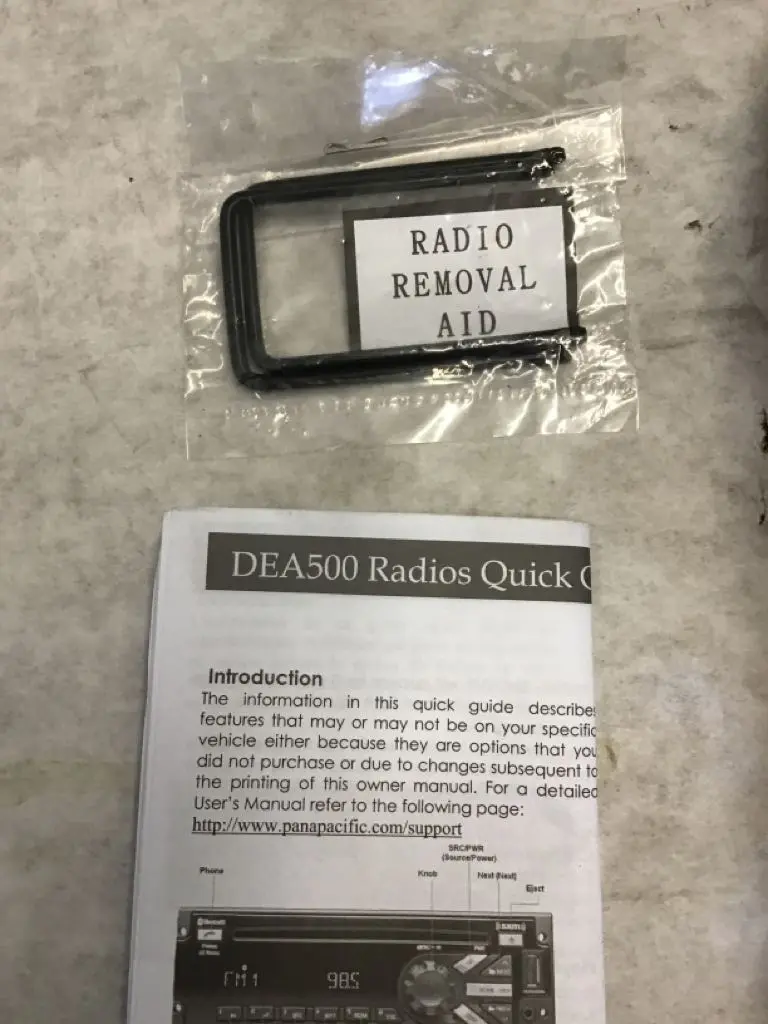 RADIO
REMOVAL
AID
DEA500 Radios Quick
Introduction
The information in this quick guide describes
features that may or may not be on your specific
vehicle either because they are options that you
did not purchase or due to changes subsequent to
the printing of this owner manual. For a detailed
User's Manual refer to the following page:
http://www.panapacific.com/support
SRC/PWR
(Source/Power)
Phone
Knob
Next (Next)
Eject
Bluetooth
FM1
98.5